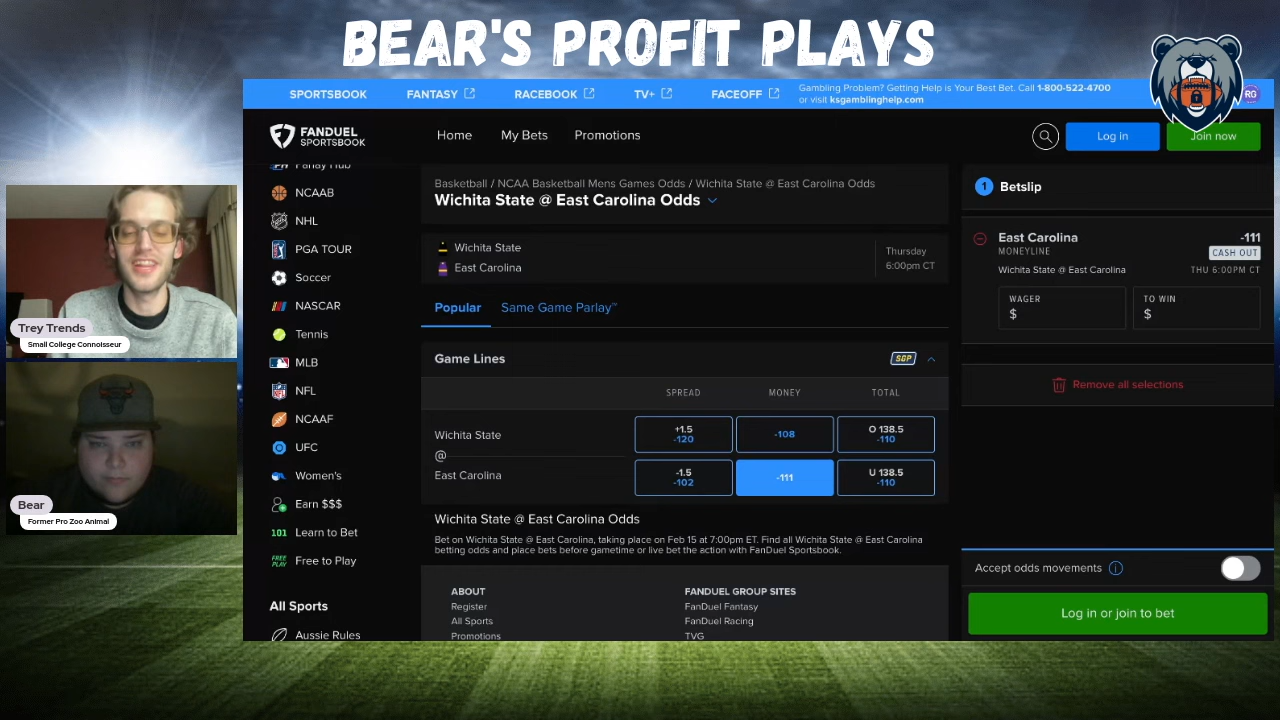 BEAR'S PROFIT PLAYS
SPORTSBOOK
FANTASY
RACEBOOK
TV+
FACEOFF
Gambling Problem? Getting Help is Your Best Bet. Call 1-800-522-4700
or visit ksgamblinghelp.com
RG
FANDUEL
SPORTSBOOK
Home
My Bets
Promotions
Log in
Join now
Parlay Hub
NCAAB
NHL
PGA TOUR
Soccer
NASCAR
Tennis
MLB
NFL
NCAAF
UFC
Women's
Earn $$$
101
Learn to Bet
FREE
PLAY
Free to Play
All Sports
Aussie Rules
Basketball / NCAA Basketball Mens Games Odds / Wichita State @ East Carolina Odds
Wichita State @ East Carolina Odds
Wichita State
East Carolina
Thursday
6:00pm CT
Popular
Same Game Parlay™
Game Lines
SGP
SPREAD
MONEY
TOTAL
Wichita State
+1.5
-120
-108
O 138.5
-110
@
East Carolina
-1.5
-102
-111
U 138.5
-110
Wichita State @ East Carolina Odds
Bet on Wichita State @ East Carolina, taking place on Feb 15 at 7:00pm ET. Find all Wichita State @ East Carolina
betting odds and place bets before gametime or live bet the action with FanDuel Sportsbook.
ABOUT
Register
All Sports
Promotions
FANDUEL GROUP SITES
FanDuel Fantasy
FanDuel Racing
TVG
1
Betslip
East Carolina
-111
MONEYLINE
CASH OUT
Wichita State @ East Carolina
THU 6:00PM CT
WAGER
$
TO WIN
$
Remove all selections
Accept odds movements
Log in or join to bet
Trey Trends
Small College Connoisseur
Bear
Former Pro Zoo Animal